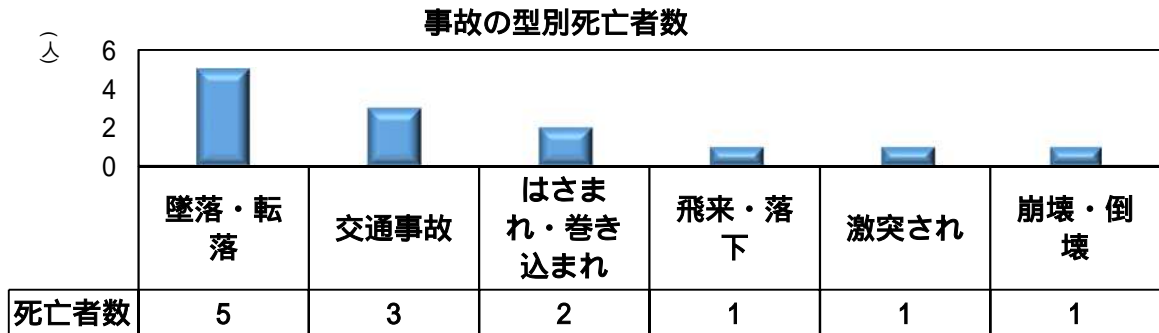 事故の型別死亡者数
（人）
6
4
2
0
墜落・転
落
交通事故
はさま
れ・巻き
込まれ
飛来・落
下
激突され
崩壊・倒
壊
死亡者数 5 3 2 1 1 1